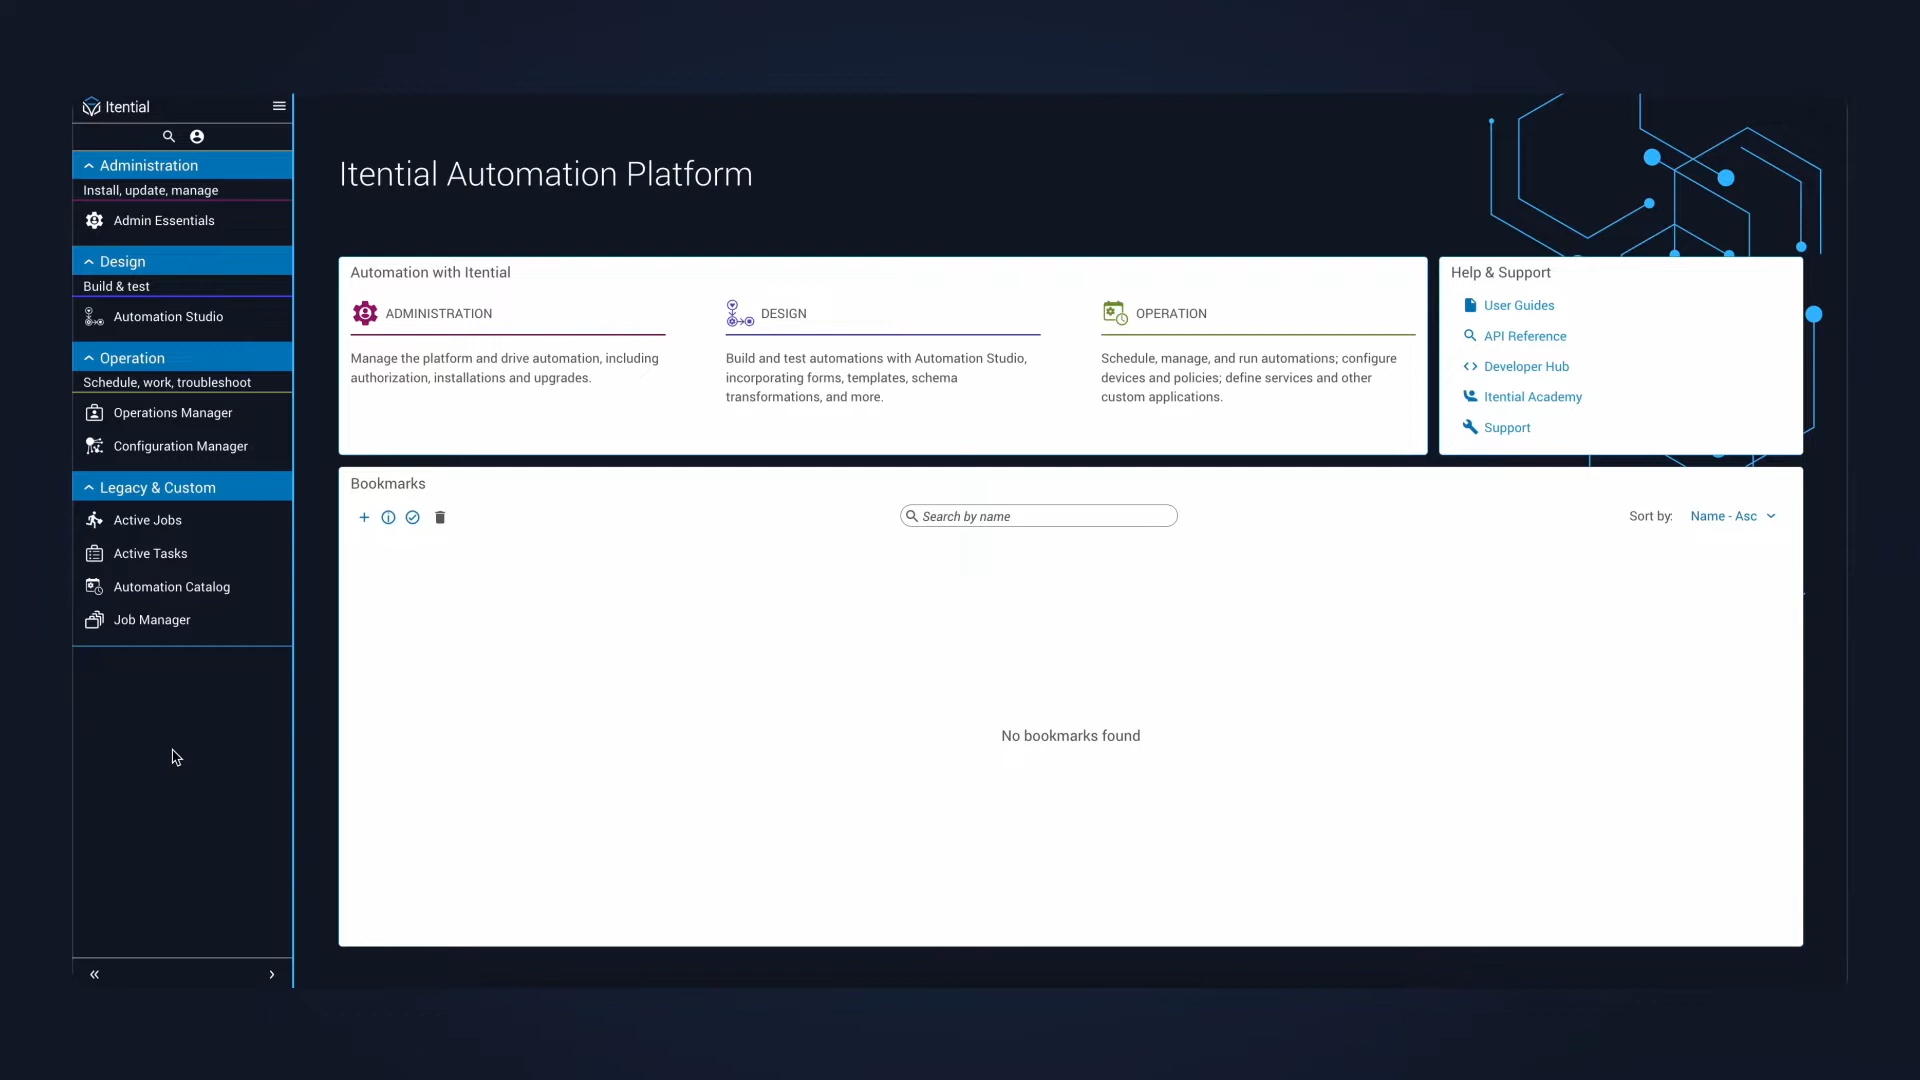 Itential
Administration
Install, update, manage
Admin Essentials
Design
Build & test
Automation Studio
Operation
Schedule, work, troubleshoot
Operations Manager
Configuration Manager
Legacy & Custom
Active Jobs
Active Tasks
Automation Catalog
Job Manager
Itential Automation Platform
Automation with Itential
ADMINISTRATION
Manage the platform and drive automation, including
authorization, installations and upgrades.
DESIGN
Build and test automations with Automation Studio,
incorporating forms, templates, schema
transformations, and more.
OPERATION
Schedule, manage, and run automations; configure
devices and policies; define services and other
custom applications.
Help & Support
User Guides
API Reference
Developer Hub
Itential Academy
Support
Bookmarks
Search by name
Sort by: Name - Asc
No bookmarks found